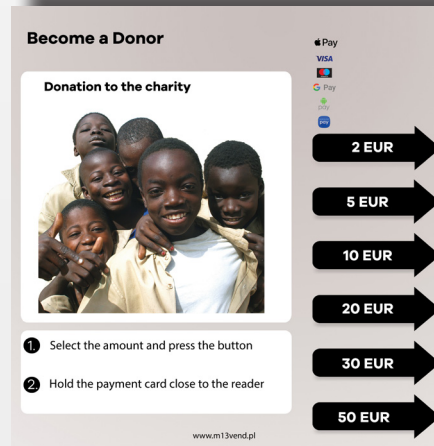 Become a Donor
Donation to the charity
1. Select the amount and press the button
2. Hold the payment card close to the reader
www.m13vend.pl
Pay
VISA
G Pay
pay
pay
2 EUR
5 EUR
10 EUR
20 EUR
30 EUR
50 EUR